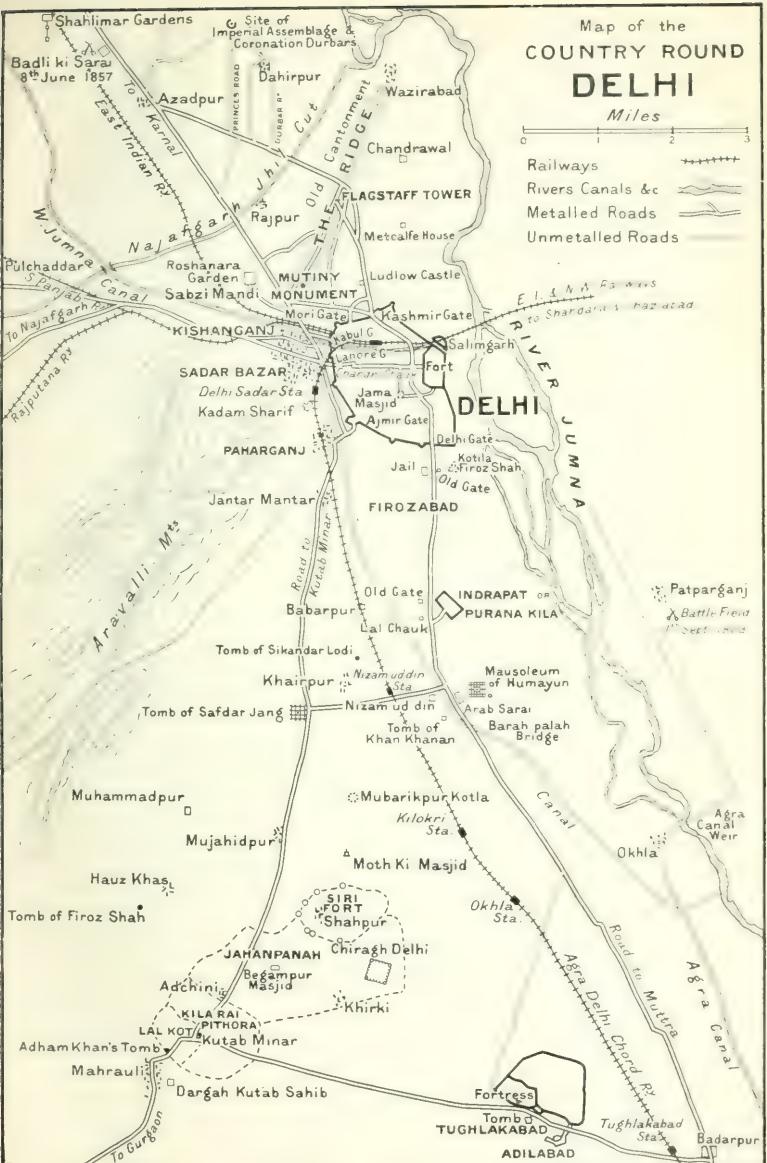 Map of the
COUNTRY ROUND
DELHI
Miles
0 1 2 3
Railways
Rivers Canals &c
Metalled Roads
Unmetalled Roads
Shahlimar Gardens
Site of
Imperial Assemblage &
Coronation Durbars
Badli ki Sarai
8th June 1857
Dahirpur
Wazirabad
To Karnal
Azadpur
PRINCES ROAD
DURBAR RD
East Indian Ry
Najafgarh Jhil Cut
Old Cantonment
THE RIDGE
Chandrawal
FLAGSTAFF TOWER
Rajpur
Metcalfe House
W. Jumna Canal
Pulchaddar
S Panjab Ry
Roshanara
Garden
MUTINY
MONUMENT
Ludlow Castle
Sabzi Mandi
To Najafgarh
Mori Gate
Kashmir Gate
E I & N W Railways
to Shahdara & Ghaziabad
KISHANGANJ
Kabul G
Lahore G
Salimgarh
Fort
RIVER JUMNA
Rajputana Ry
SADAR BAZAR
Delhi Sadar Sta
Kadam Sharif
Jama
Masjid
DELHI
Ajmir Gate
Delhi Gate
PAHARGANJ
Kotila
Firoz Shah
Jail
Old Gate
Jantar Mantar
FIROZABAD
Aravalli Mts
Road to
Kutab Minar
Old Gate
INDRAPAT OR
PURANA KILA
Patparganj
Battle Field
Babarpur
Lal Chauk
Tomb of Sikandar Lodi
Khairpur
Nizamuddin
Sta
Mausoleum
of Humayun
Tomb of Safdar Jang
Nizam ud din
Arab Sarai
Tomb of
Khan Khanan
Barah palah
Bridge
Muhammadpur
Mubarikpur Kotla
Canal
Agra
Canal
Weir
Kilokri
Sta.
Mujahidpur
Okhla
Moth Ki Masjid
Hauz Khas
Tomb of Firoz Shah
SIRI
FORT
Shahpur
Okhla
Sta.
JAHANPANAH
Chiragh Delhi
Begampur
Masjid
Adchini
Khirki
Road to Muttra
Agra Canal
Agra Delhi Chord Ry
KILA RAI
PITHORA
LAL KOT
Kutab Minar
Adham Khan's Tomb
Mahrauli
Dargah Kutab Sahib
To Gurgaon
Fortress
Tomb
TUGHLAKABAD
ADILABAD
Tughlakabad
Sta.
Badarpur